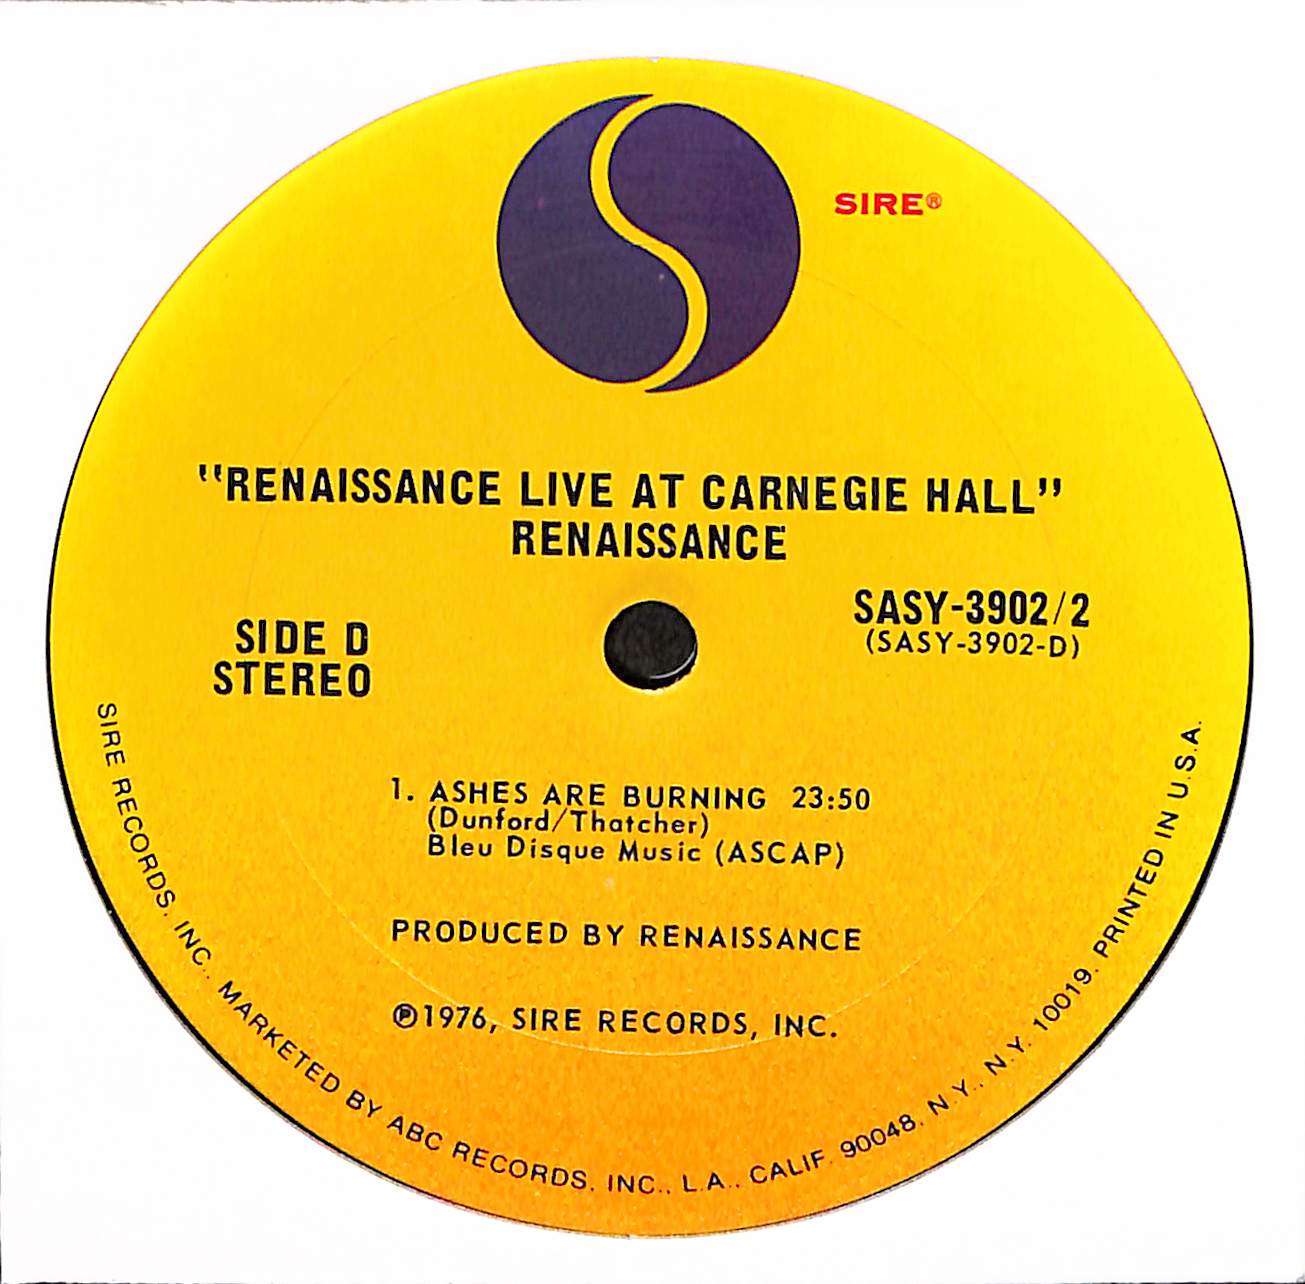 SIRE®
"RENAISSANCE LIVE AT CARNEGIE HALL"
RENAISSANCE
SIDE D
STEREO
SASY-3902/2
(SASY-3902-D)
1. ASHES ARE BURNING 23:50
(Dunford/Thatcher)
Bleu Disque Music (ASCAP)
PRODUCED BY RENAISSANCE
℗1976, SIRE RECORDS, INC.
SIRE RECORDS, INC., MARKETED BY ABC RECORDS, INC., L.A., CALIF. 90048, N.Y., N.Y. 10019. PRINTED IN U.S.A.